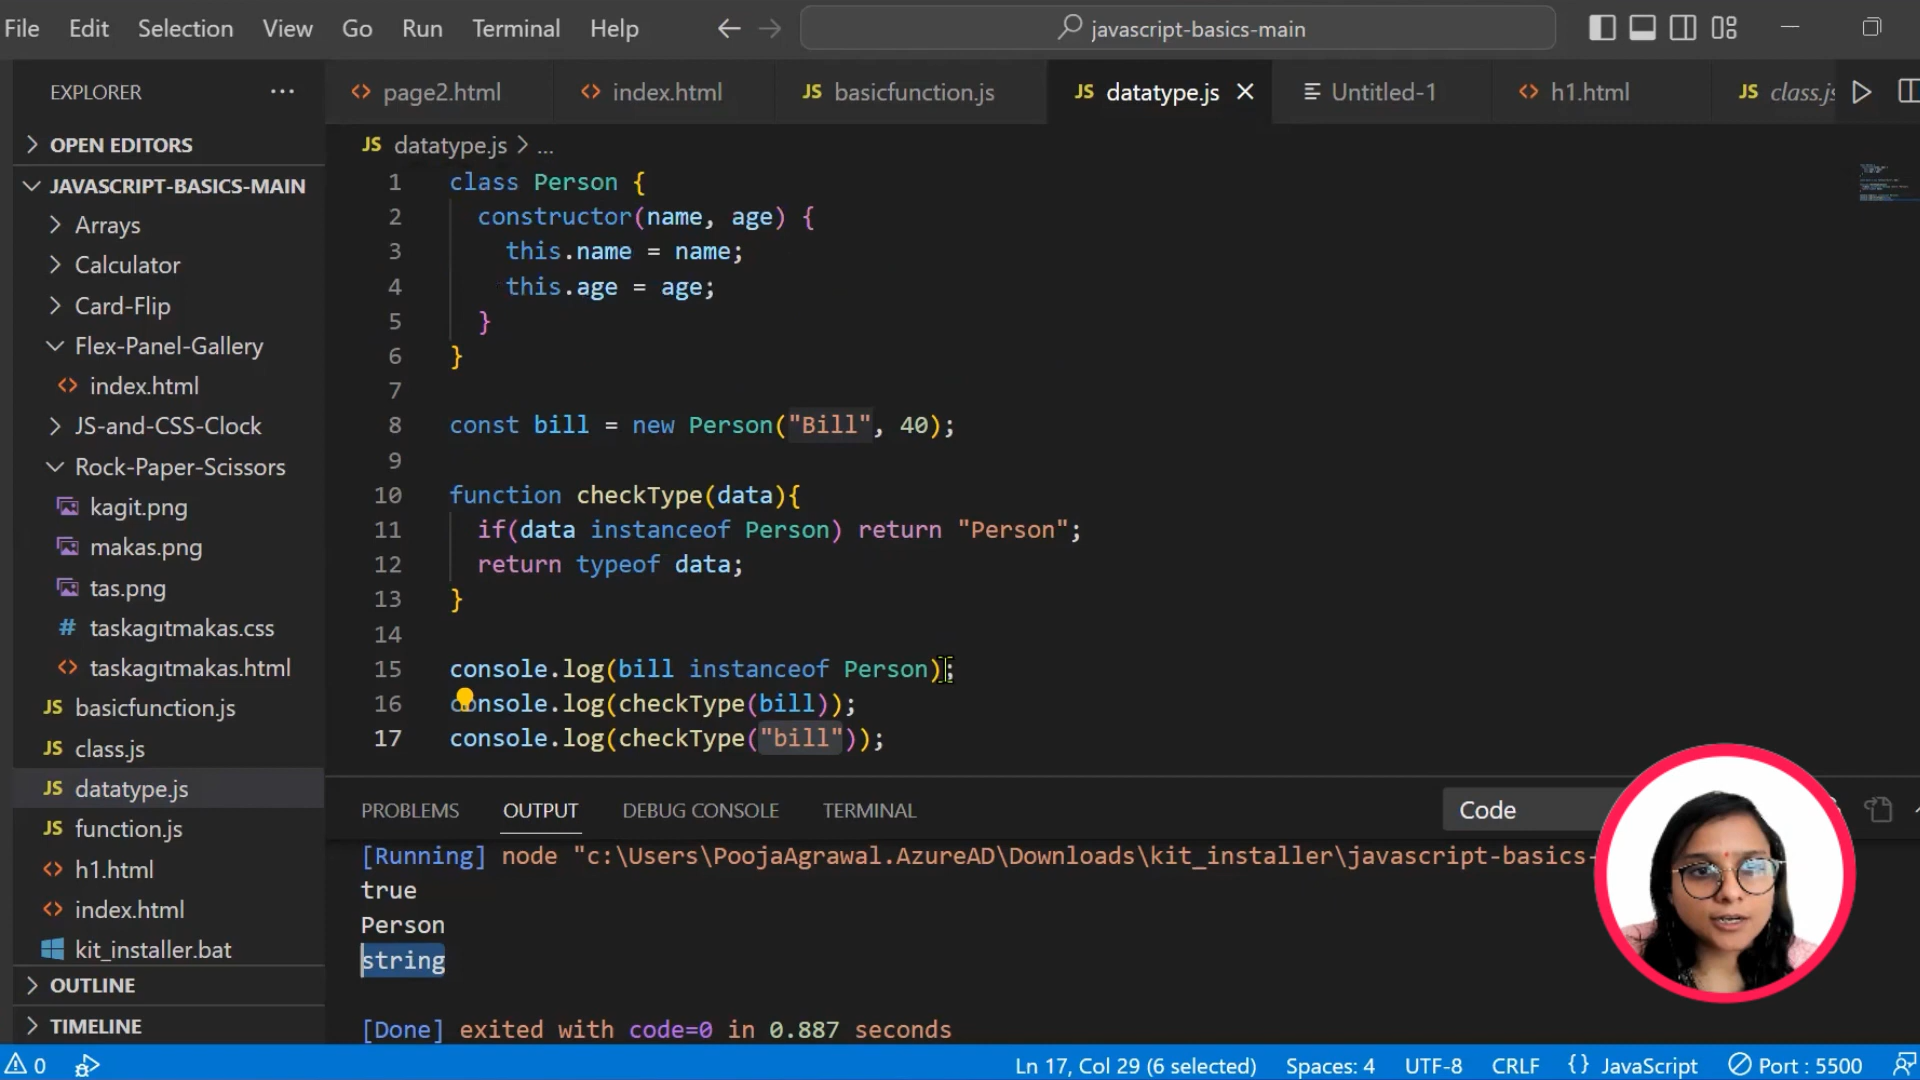 File Edit Selection View Go Run Terminal Help javascript-basics-main
EXPLORER
page2.html index.html JS basicfunction.js JS datatype.js Untitled-1 h1.html JS class.js
OPEN EDITORS
JAVASCRIPT-BASICS-MAIN
Arrays
Calculator
Card-Flip
Flex-Panel-Gallery
index.html
JS-and-CSS-Clock
Rock-Paper-Scissors
kagit.png
makas.png
tas.png
# taskagıtmakas.css
taskagıtmakas.html
JS basicfunction.js
JS class.js
JS datatype.js
JS function.js
h1.html
index.html
kit_installer.bat
OUTLINE
TIMELINE
JS datatype.js > ...
1 class Person {
2 constructor(name, age) {
3 this.name = name;
4 this.age = age;
5 }
6 }
7
8 const bill = new Person("Bill", 40);
9
10 function checkType(data){
11 if(data instanceof Person) return "Person";
12 return typeof data;
13 }
14
15 console.log(bill instanceof Person);
16 console.log(checkType(bill));
17 console.log(checkType("bill"));
PROBLEMS OUTPUT DEBUG CONSOLE TERMINAL Code
[Running] node "c:\Users\PoojaAgrawal.AzureAD\Downloads\kit_installer\javascript-basics-
true
Person
string
[Done] exited with code=0 in 0.887 seconds
0 Ln 17, Col 29 (6 selected) Spaces: 4 UTF-8 CRLF {} JavaScript Port : 5500